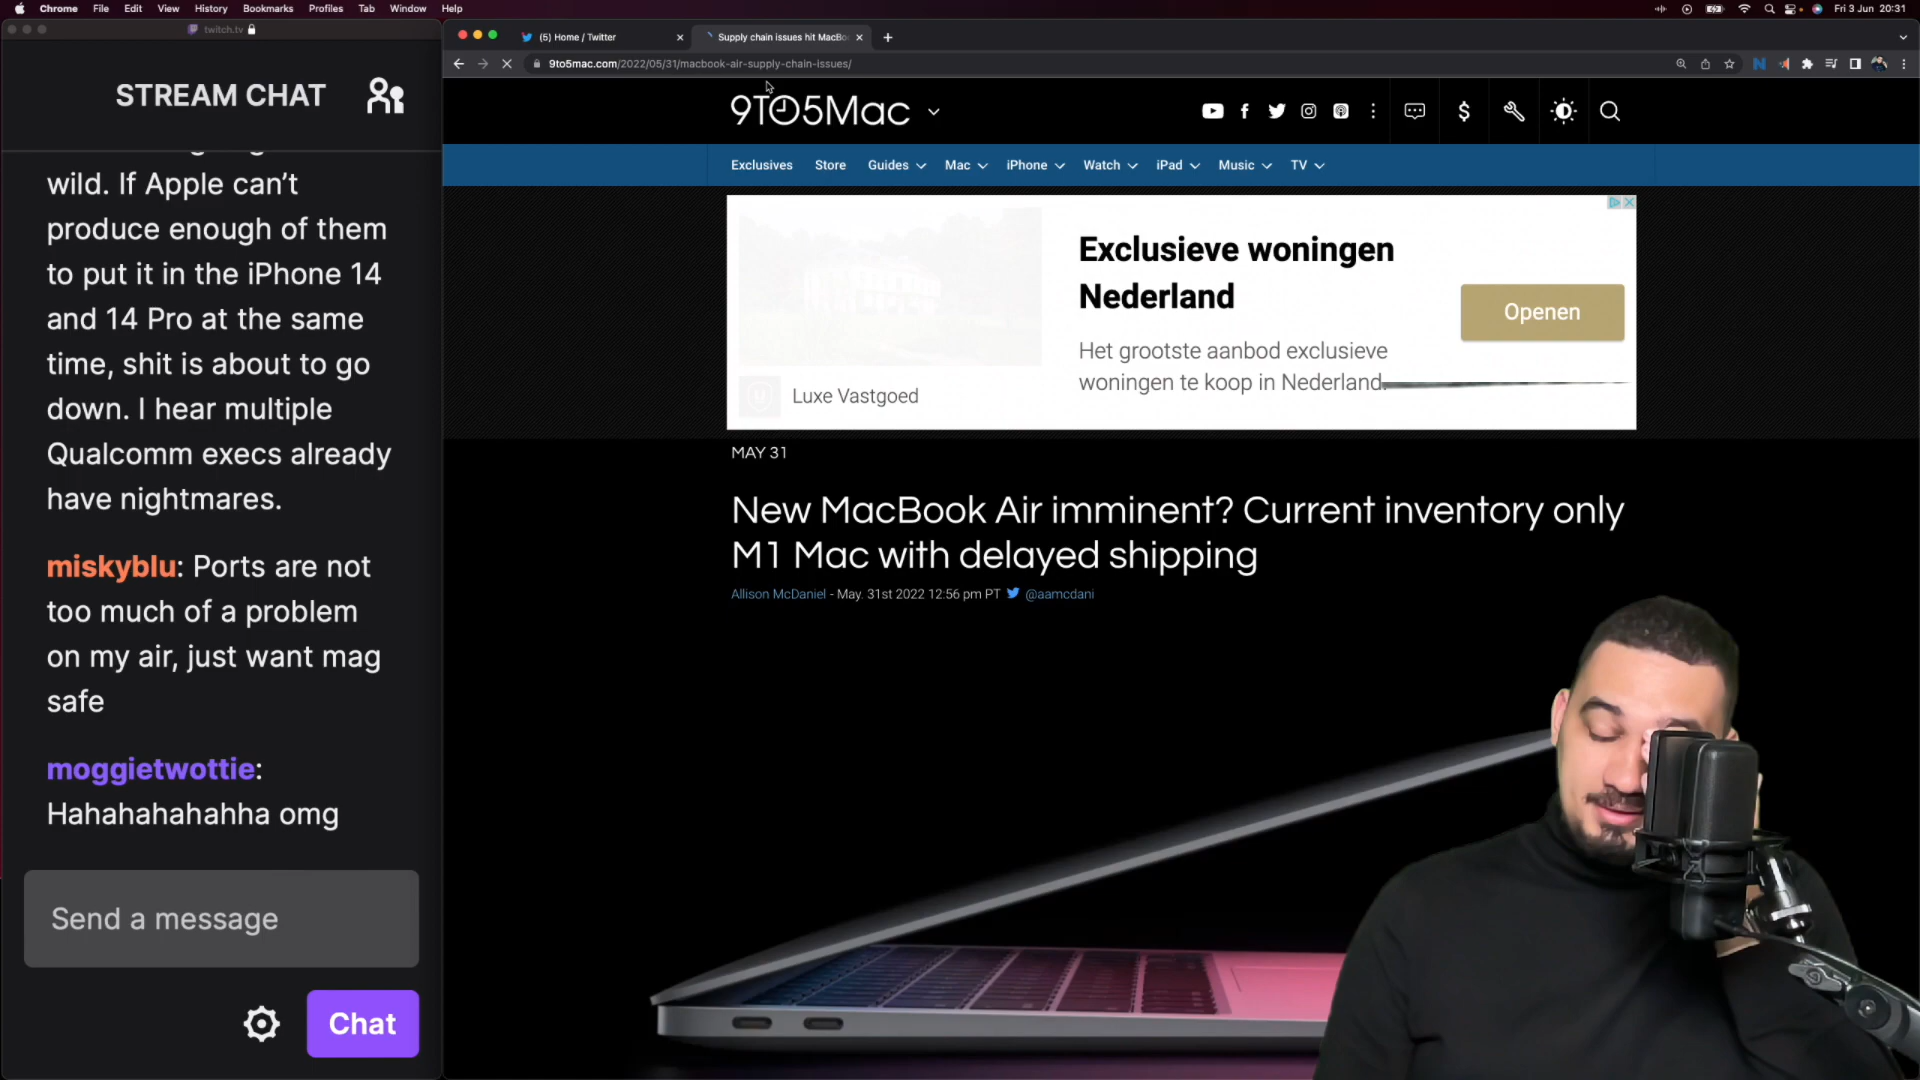 Chrome File Edit View History Bookmarks Profiles Tab Window Help
Fri 3 Jun 20:31
twitch.tv
STREAM CHAT
wild. If Apple can't
produce enough of them
to put it in the iPhone 14
and 14 Pro at the same
time, shit is about to go
down. I hear multiple
Qualcomm execs already
have nightmares.
miskyblu: Ports are not
too much of a problem
on my air, just want mag
safe
moggietwottie:
Hahahahahahha omg
Send a message
Chat
(5) Home / Twitter
Supply chain issues hit MacBo
9to5mac.com/2022/05/31/macbook-air-supply-chain-issues/
9TO5Mac
Exclusives Store Guides Mac iPhone Watch iPad Music TV
Exclusieve woningen
Nederland
Openen
Het grootste aanbod exclusieve
woningen te koop in Nederland.
Luxe Vastgoed
MAY 31
New MacBook Air imminent? Current inventory only
M1 Mac with delayed shipping
Allison McDaniel - May. 31st 2022 12:56 pm PT @aamcdani